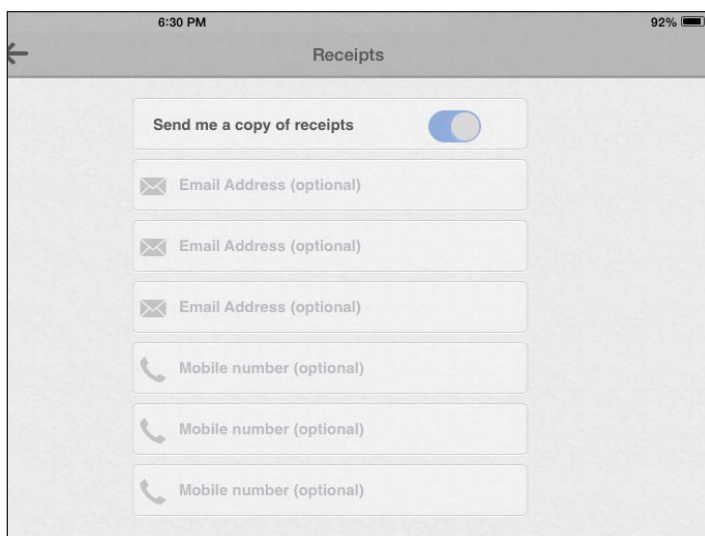 6:30 PM 92%
Receipts
Send me a copy of receipts
Email Address (optional)
Email Address (optional)
Email Address (optional)
Mobile number (optional)
Mobile number (optional)
Mobile number (optional)